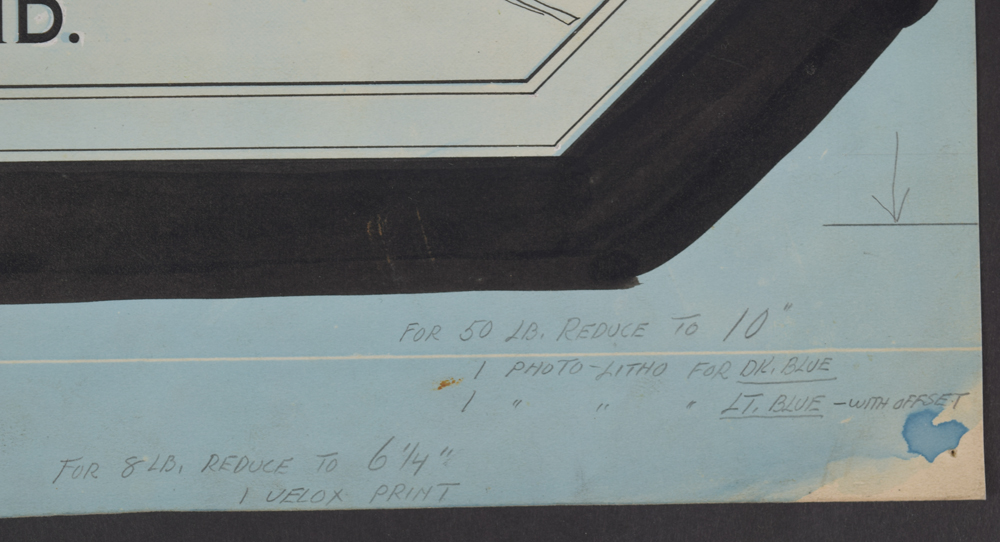 D.
FOR 50 LB. REDUCE TO 10"
1 PHOTO-LITHO FOR DK. BLUE
1 " " " LT. BLUE - WITH OFFSET
FOR 8 LB. REDUCE TO 6 1/4"
1 VELOX PRINT